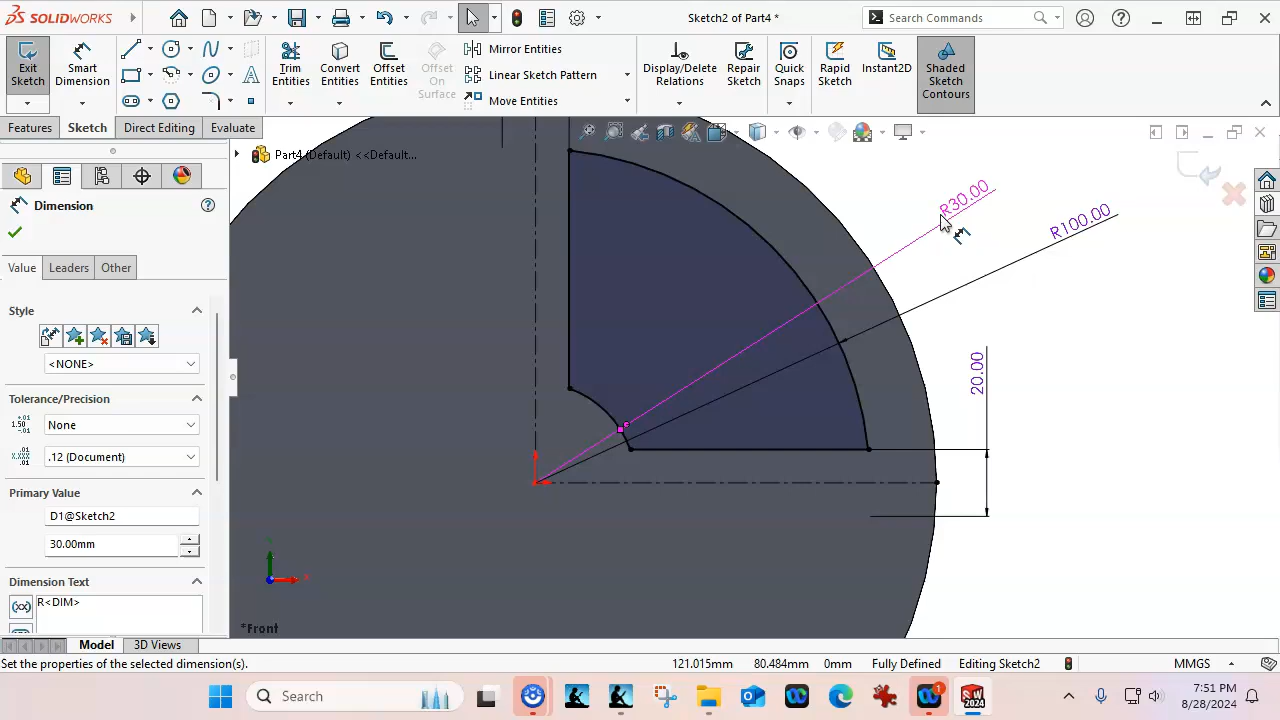 SOLIDWORKS
Sketch2 of Part4 *
Search Commands
Exit Sketch
Smart Dimension
Trim Entities
Convert Entities
Offset Entities
Offset On Surface
Mirror Entities
Linear Sketch Pattern
Move Entities
Display/Delete Relations
Repair Sketch
Quick Snaps
Rapid Sketch
Instant2D
Shaded Sketch Contours
Features
Sketch
Direct Editing
Evaluate
Part4 (Default) <<Default...
Dimension
Value
Leaders
Other
Style
<NONE>
Tolerance/Precision
None
.12 (Document)
Primary Value
D1@Sketch2
30.00mm
Dimension Text
R<DIM>
R30.00
R100.00
20.00
*Front
Model
3D Views
Set the properties of the selected dimension(s).
121.015mm
80.484mm
0mm
Fully Defined
Editing Sketch2
MMGS
Search
1
2024
7:51 PM
8/28/2024